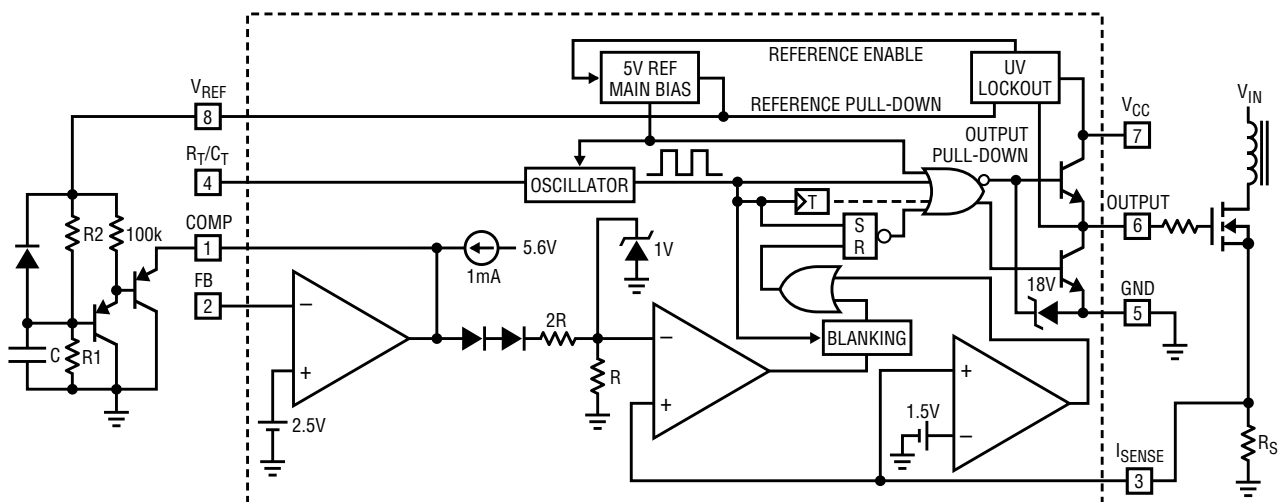 REFERENCE ENABLE
5V REF
MAIN BIAS
UV
LOCKOUT
V_REF
8
REFERENCE PULL-DOWN
V_CC
7
V_IN
R_T/C_T
4
OSCILLATOR
OUTPUT
PULL-DOWN
COMP
1
R2
100k
T
S
R
OUTPUT
6
1mA
5.6V
1V
FB
2
18V
GND
5
2R
BLANKING
C
R1
–
+
R
–
+
2.5V
+
–
1.5V
I_SENSE
3
R_S